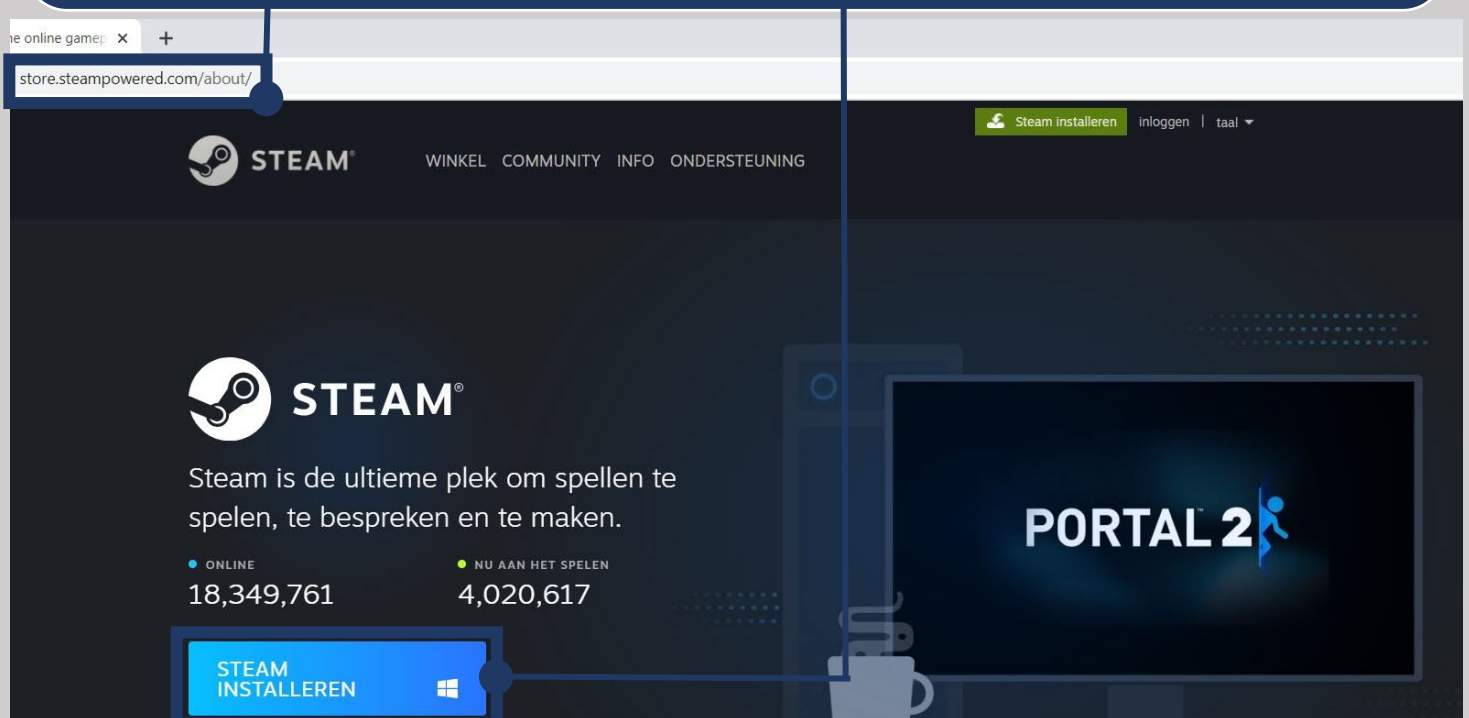 online gamep
store.steampowered.com/about/
Steam installeren inloggen | taal
STEAM® WINKEL COMMUNITY INFO ONDERSTEUNING
STEAM®
Steam is de ultieme plek om spellen te
spelen, te bespreken en te maken.
ONLINE NU AAN HET SPELEN
18,349,761 4,020,617
STEAM
INSTALLEREN
PORTAL™ 2